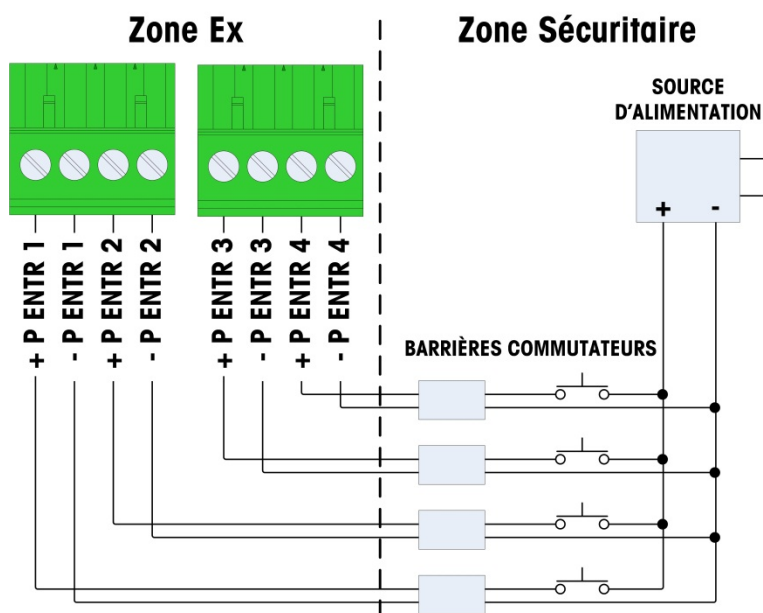 Zone Ex
Zone Sécuritaire
SOURCE
D'ALIMENTATION
+ -
+ P ENTR 1
- P ENTR 1
+ P ENTR 2
- P ENTR 2
+ P ENTR 3
- P ENTR 3
+ P ENTR 4
- P ENTR 4
BARRIÈRES COMMUTATEURS